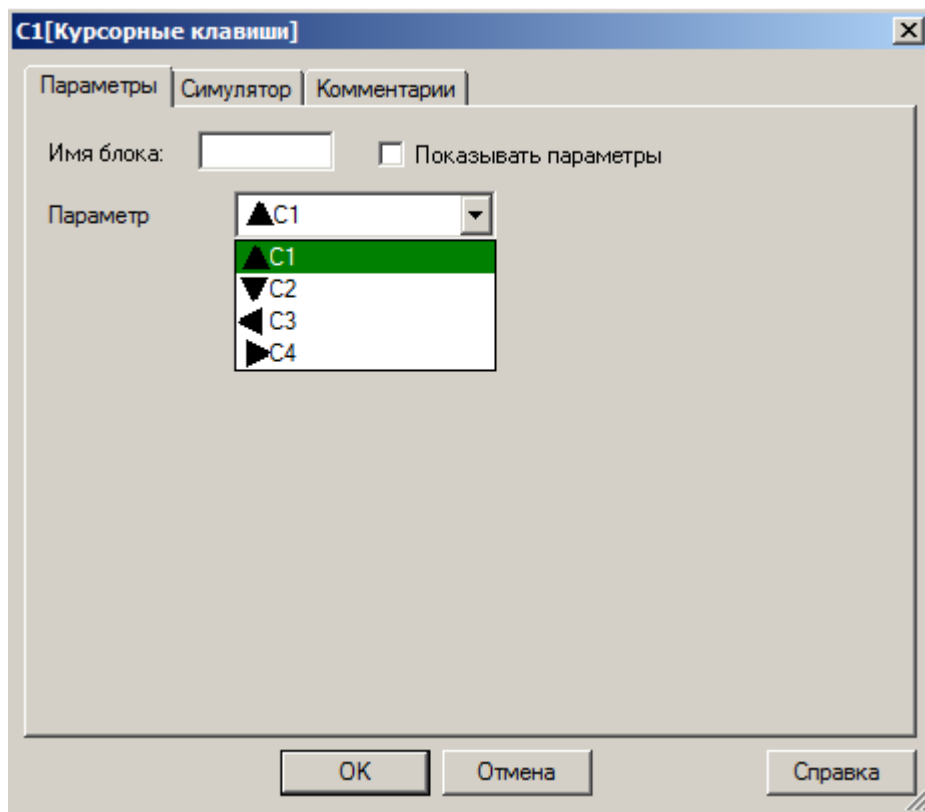 C1[Курсорные клавиши]
Параметры Симулятор Комментарии
Имя блока: Показывать параметры
Параметр ▲C1
▲C1
▼C2
◀C3
▶C4
OK Отмена Справка